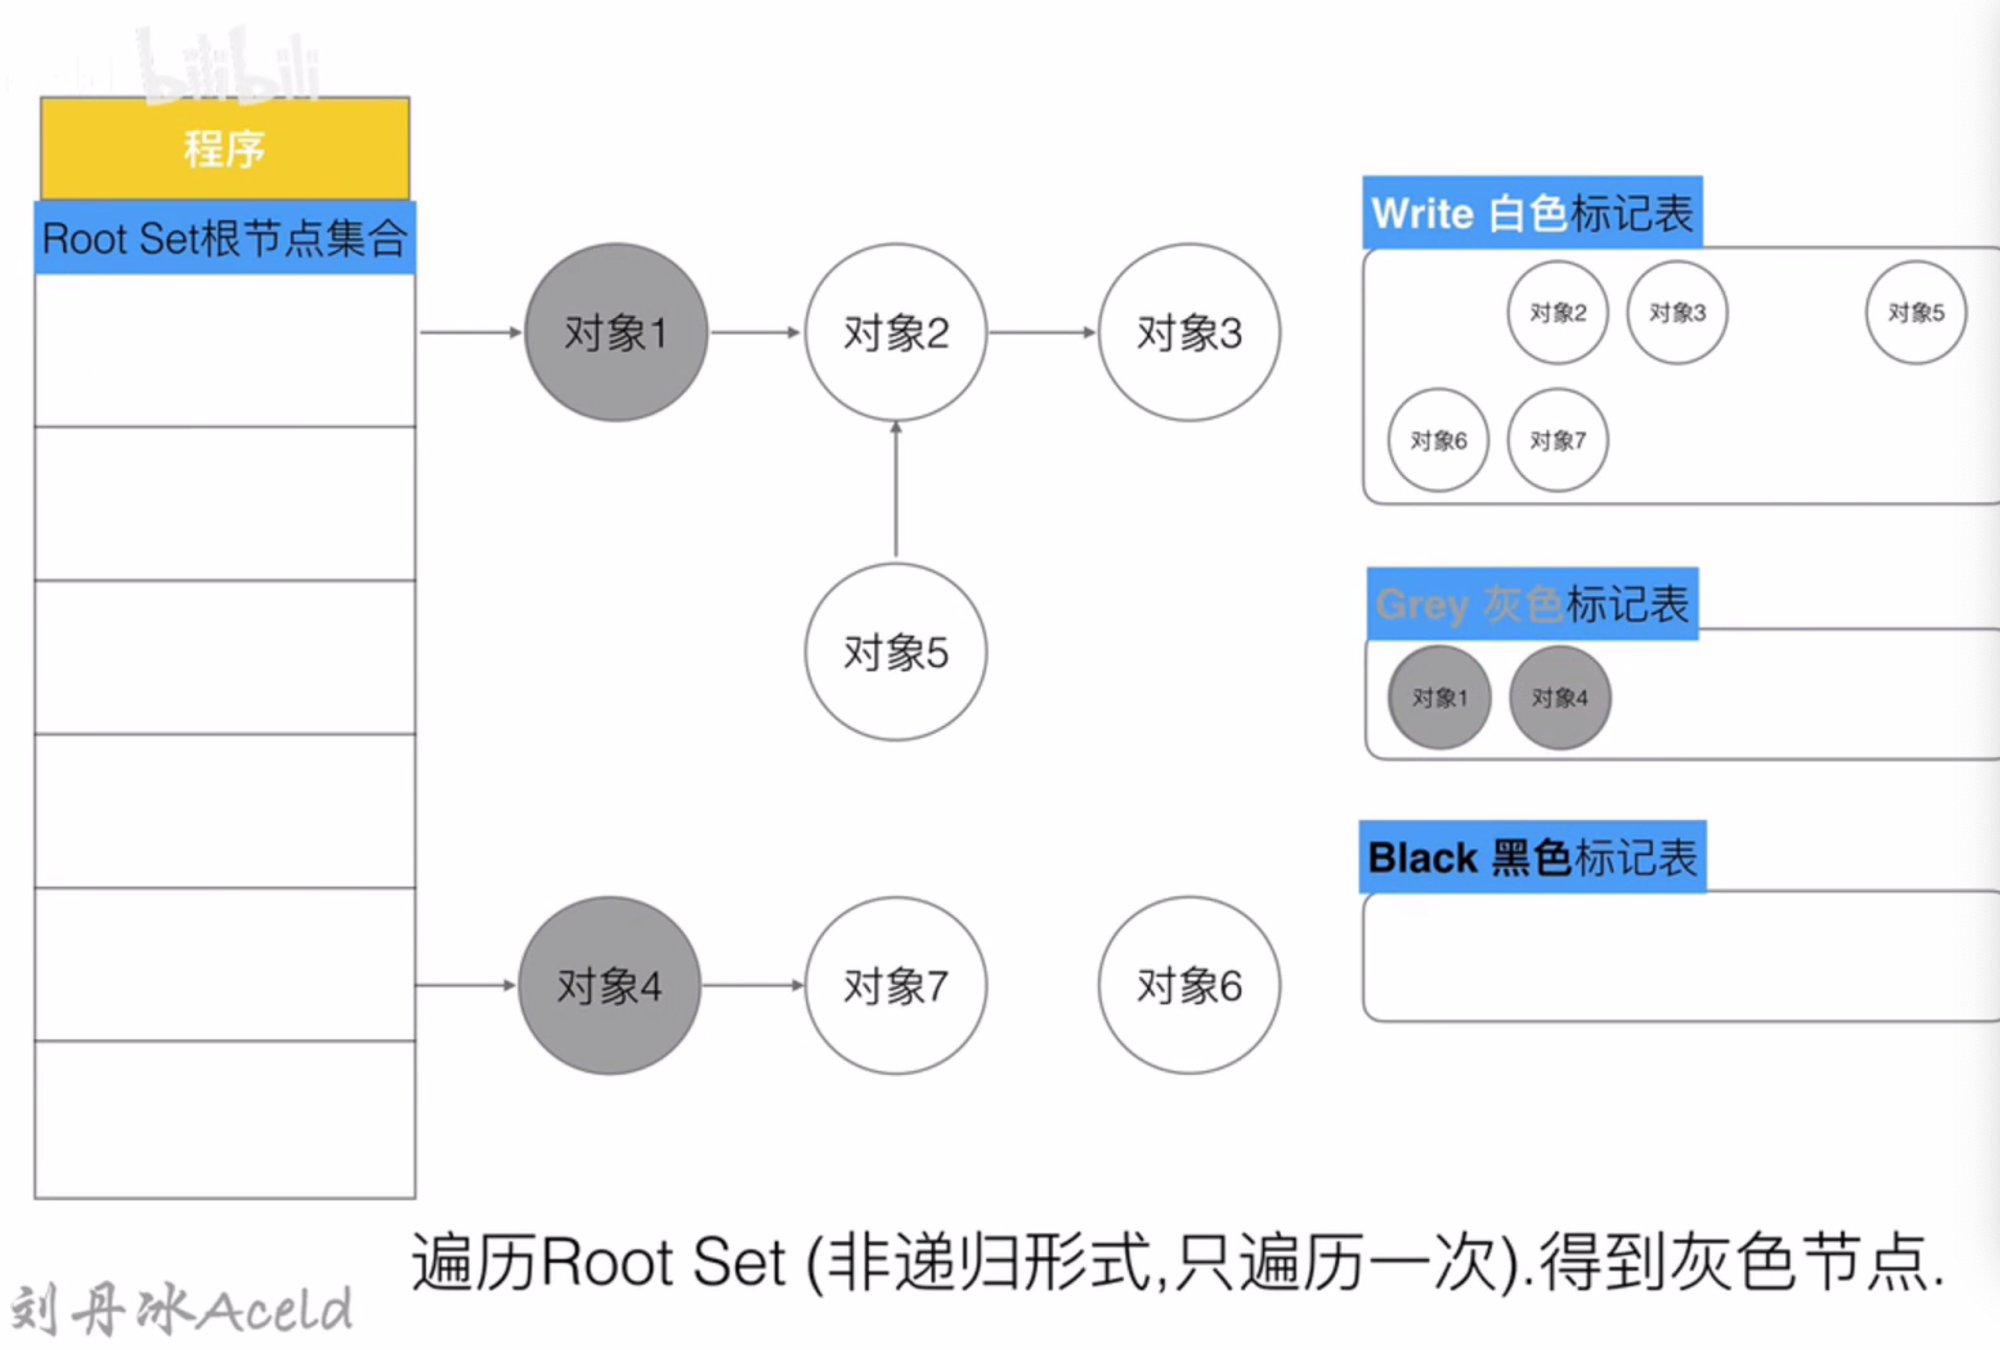 bilibili
程序
Root Set根节点集合
对象1
对象2
对象3
对象5
对象4
对象7
对象6
Write 白色标记表
对象2
对象3
对象5
对象6
对象7
Grey 灰色标记表
对象1
对象4
Black 黑色标记表
遍历Root Set (非递归形式,只遍历一次).得到灰色节点.
刘丹冰Aceld